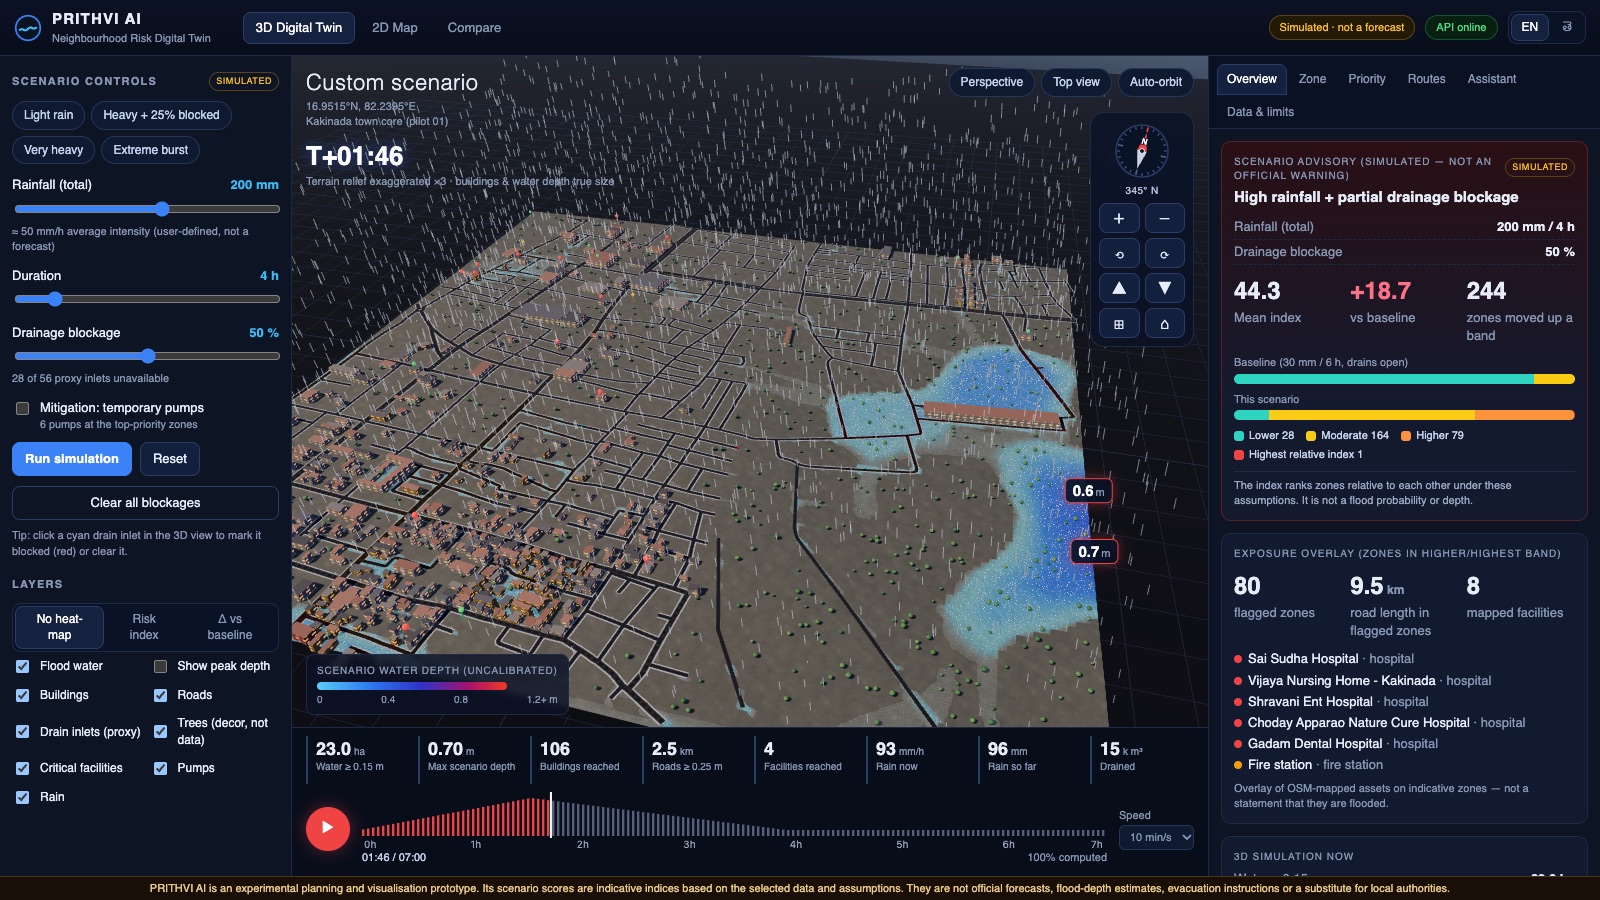 PRITHVI AI
Neighbourhood Risk Digital Twin
3D Digital Twin
2D Map
Compare
Simulated · not a forecast
API online
EN
తె
SCENARIO CONTROLS
SIMULATED
Light rain
Heavy + 25% blocked
Very heavy
Extreme burst
Rainfall (total)
200 mm
≈ 50 mm/h average intensity (user-defined, not a
forecast)
Duration
4 h
Drainage blockage
50 %
28 of 56 proxy inlets unavailable
Mitigation: temporary pumps
6 pumps at the top-priority zones
Run simulation
Reset
Clear all blockages
Tip: click a cyan drain inlet in the 3D view to mark it
blocked (red) or clear it.
LAYERS
No heat-
map
Risk
index
Δ vs
baseline
Flood water
Show peak depth
Buildings
Roads
Drain inlets (proxy)
Trees (decor, not
data)
Critical facilities
Pumps
Rain
Custom scenario
16.9515°N, 82.2395°E
Kakinada town core (pilot 01)
T+01:46
Terrain relief exaggerated ×3 · buildings & water depth true size
Perspective
Top view
Auto-orbit
N
345° N
0.6 m
0.7 m
SCENARIO WATER DEPTH (UNCALIBRATED)
0
0.4
0.8
1.2+ m
23.0 ha
Water ≥ 0.15 m
0.70 m
Max scenario depth
106
Buildings reached
2.5 km
Roads ≥ 0.25 m
4
Facilities reached
93 mm/h
Rain now
96 mm
Rain so far
15 k m³
Drained
0h
1h
2h
3h
4h
5h
6h
7h
01:46 / 07:00
100% computed
Speed
10 min/s
Overview
Zone
Priority
Routes
Assistant
Data & limits
SCENARIO ADVISORY (SIMULATED — NOT AN
OFFICIAL WARNING)
SIMULATED
High rainfall + partial drainage blockage
Rainfall (total)
200 mm / 4 h
Drainage blockage
50 %
44.3
Mean index
+18.7
vs baseline
244
zones moved up a
band
Baseline (30 mm / 6 h, drains open)
This scenario
Lower 28
Moderate 164
Higher 79
Highest relative index 1
The index ranks zones relative to each other under these
assumptions. It is not a flood probability or depth.
EXPOSURE OVERLAY (ZONES IN HIGHER/HIGHEST BAND)
80
flagged zones
9.5 km
road length in
flagged zones
8
mapped facilities
Sai Sudha Hospital · hospital
Vijaya Nursing Home - Kakinada · hospital
Shravani Ent Hospital · hospital
Choday Apparao Nature Cure Hospital · hospital
Gadam Dental Hospital · hospital
Fire station · fire station
Overlay of OSM-mapped assets on indicative zones — not a
statement that they are flooded.
3D SIMULATION NOW
PRITHVI AI is an experimental planning and visualisation prototype. Its scenario scores are indicative indices based on the selected data and assumptions. They are not official forecasts, flood-depth estimates, evacuation instructions or a substitute for local authorities.